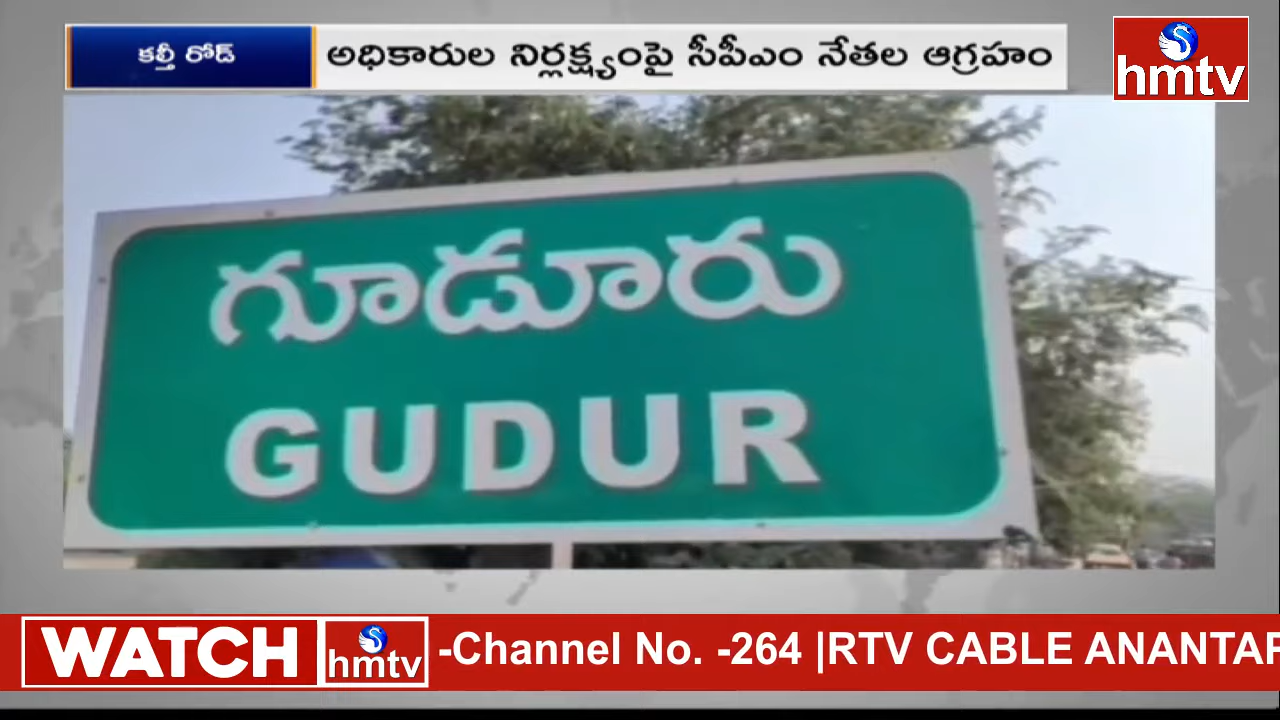 కల్తీ రోడ్
అధికారుల నిర్లక్ష్యంపై సీపీఎం నేతల ఆగ్రహం
hmtv
గూడూరు
GUDUR
WATCH hmtv -Channel No. -264 |RTV CABLE ANANTAP